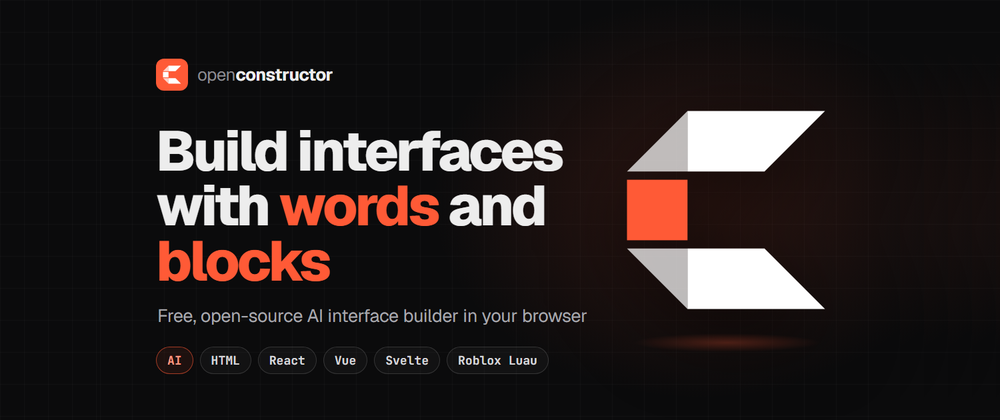 openconstructor
Build interfaces
with words and
blocks
Free, open-source AI interface builder in your browser
AI HTML React Vue Svelte Roblox Luau